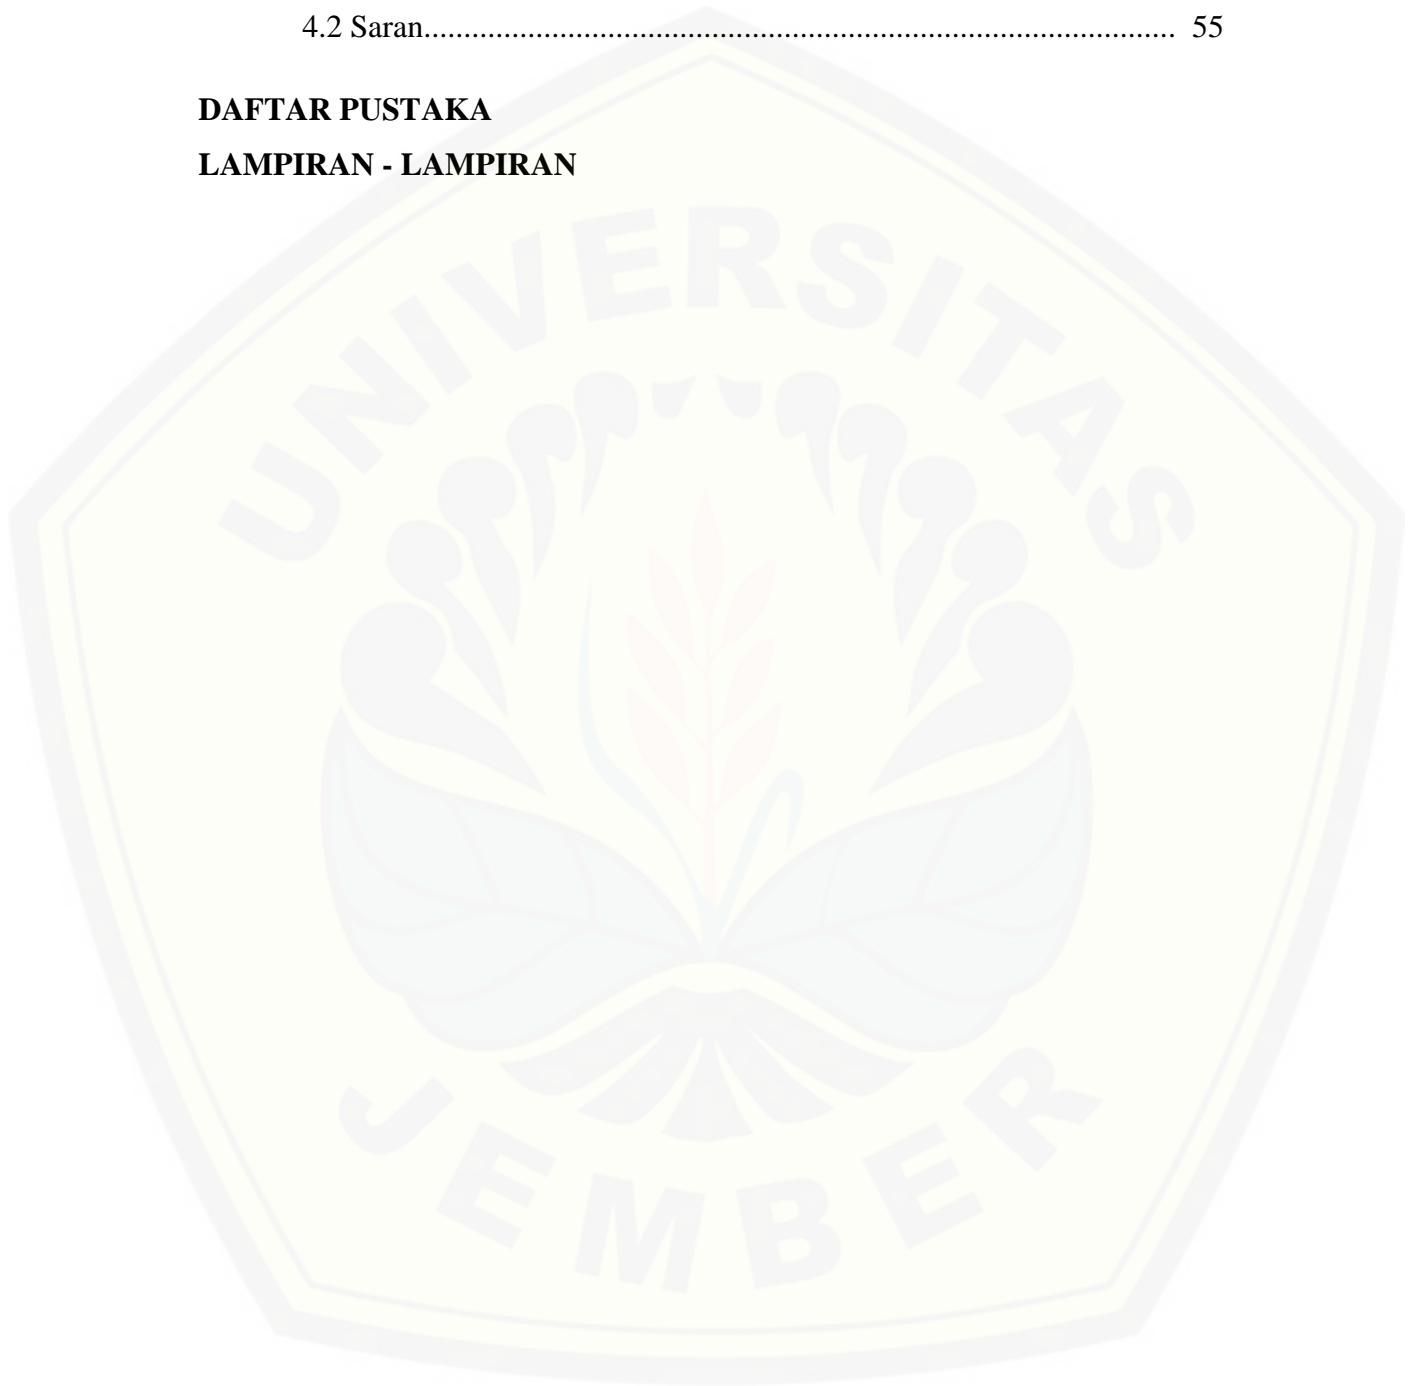 4.2 Saran.............................................................................................. 55
DAFTAR PUSTAKA
LAMPIRAN - LAMPIRAN
UNIVERSITAS
JEMBER